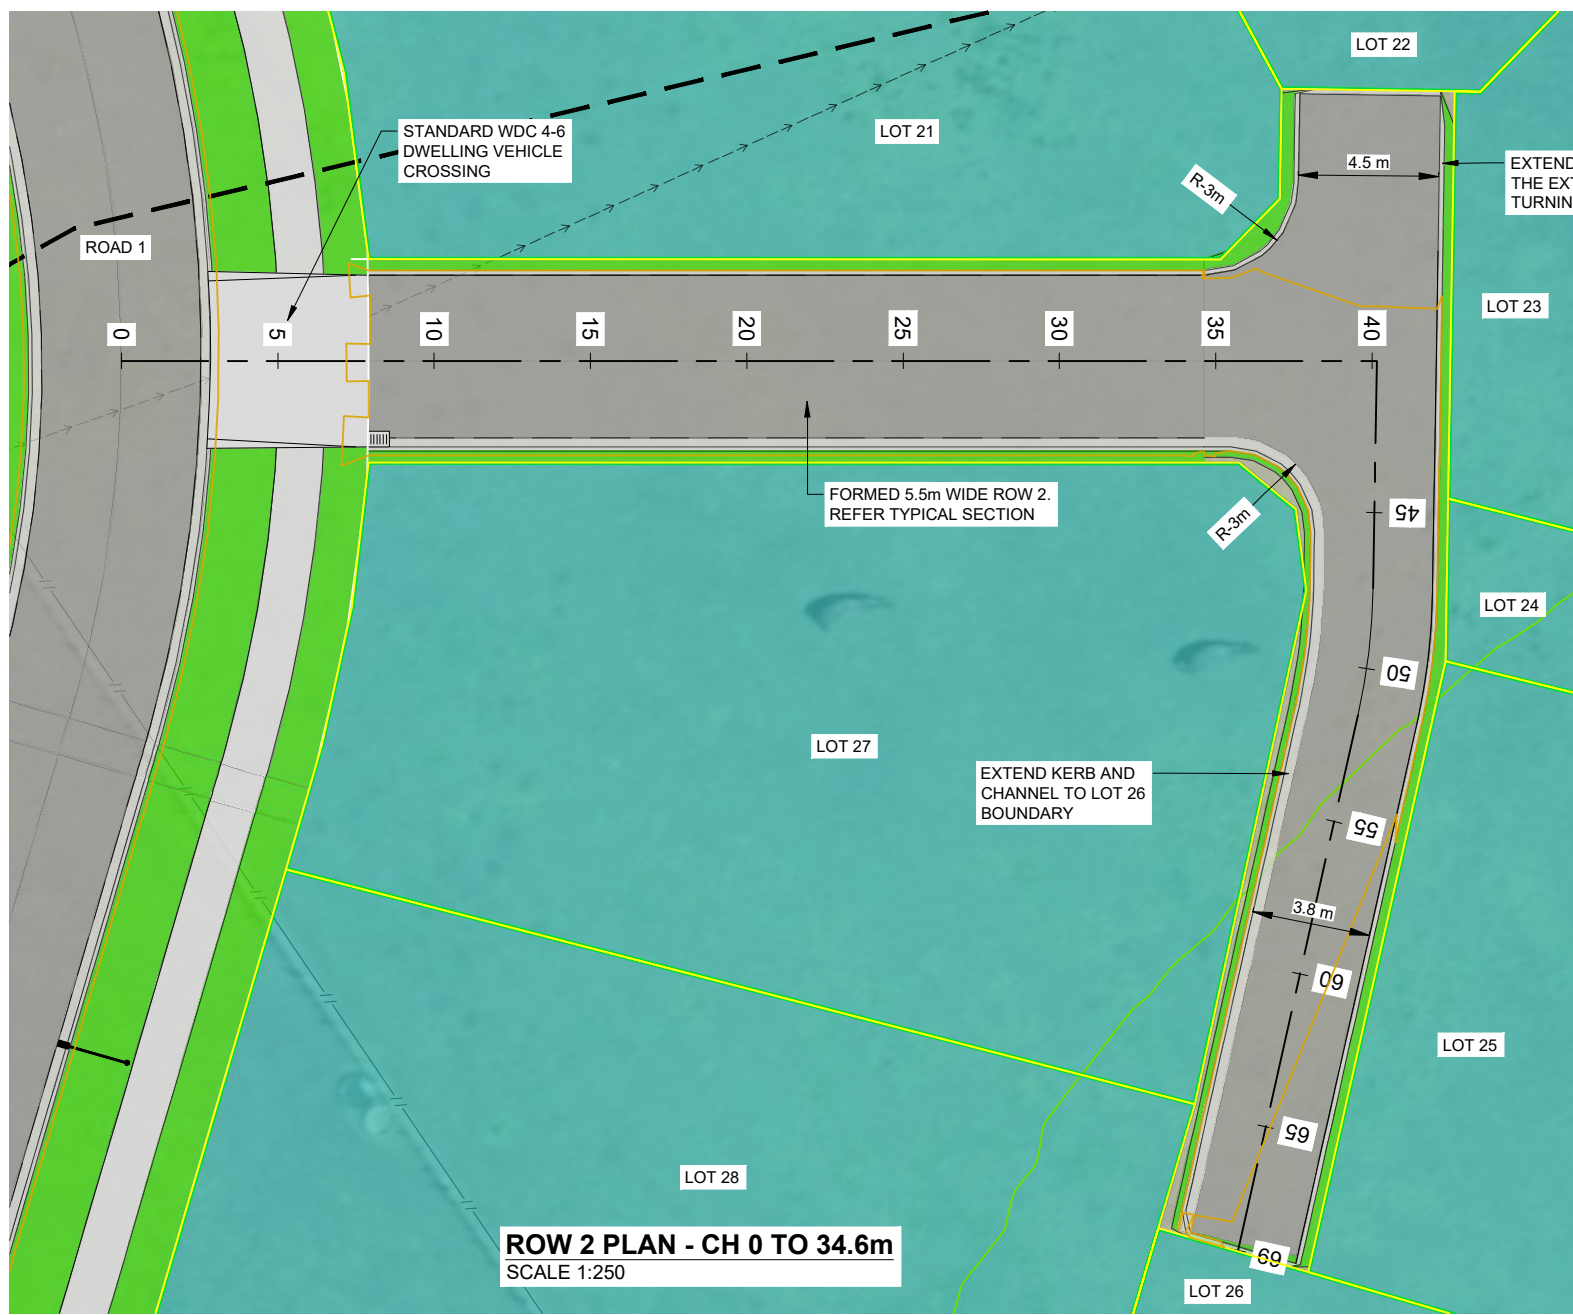 LOT 22
STANDARD WDC 4-6
DWELLING VEHICLE
CROSSING
LOT 21
4.5 m
EXTEND
THE EXT
TURNIN
R-3m
ROAD 1
LOT 23
0
5
10
15
20
25
30
35
40
FORMED 5.5m WIDE ROW 2.
REFER TYPICAL SECTION
R-3m
45
LOT 24
50
LOT 27
EXTEND KERB AND
CHANNEL TO LOT 26
BOUNDARY
55
3.8 m
60
LOT 25
65
LOT 28
ROW 2 PLAN - CH 0 TO 34.6m
SCALE 1:250
69
LOT 26